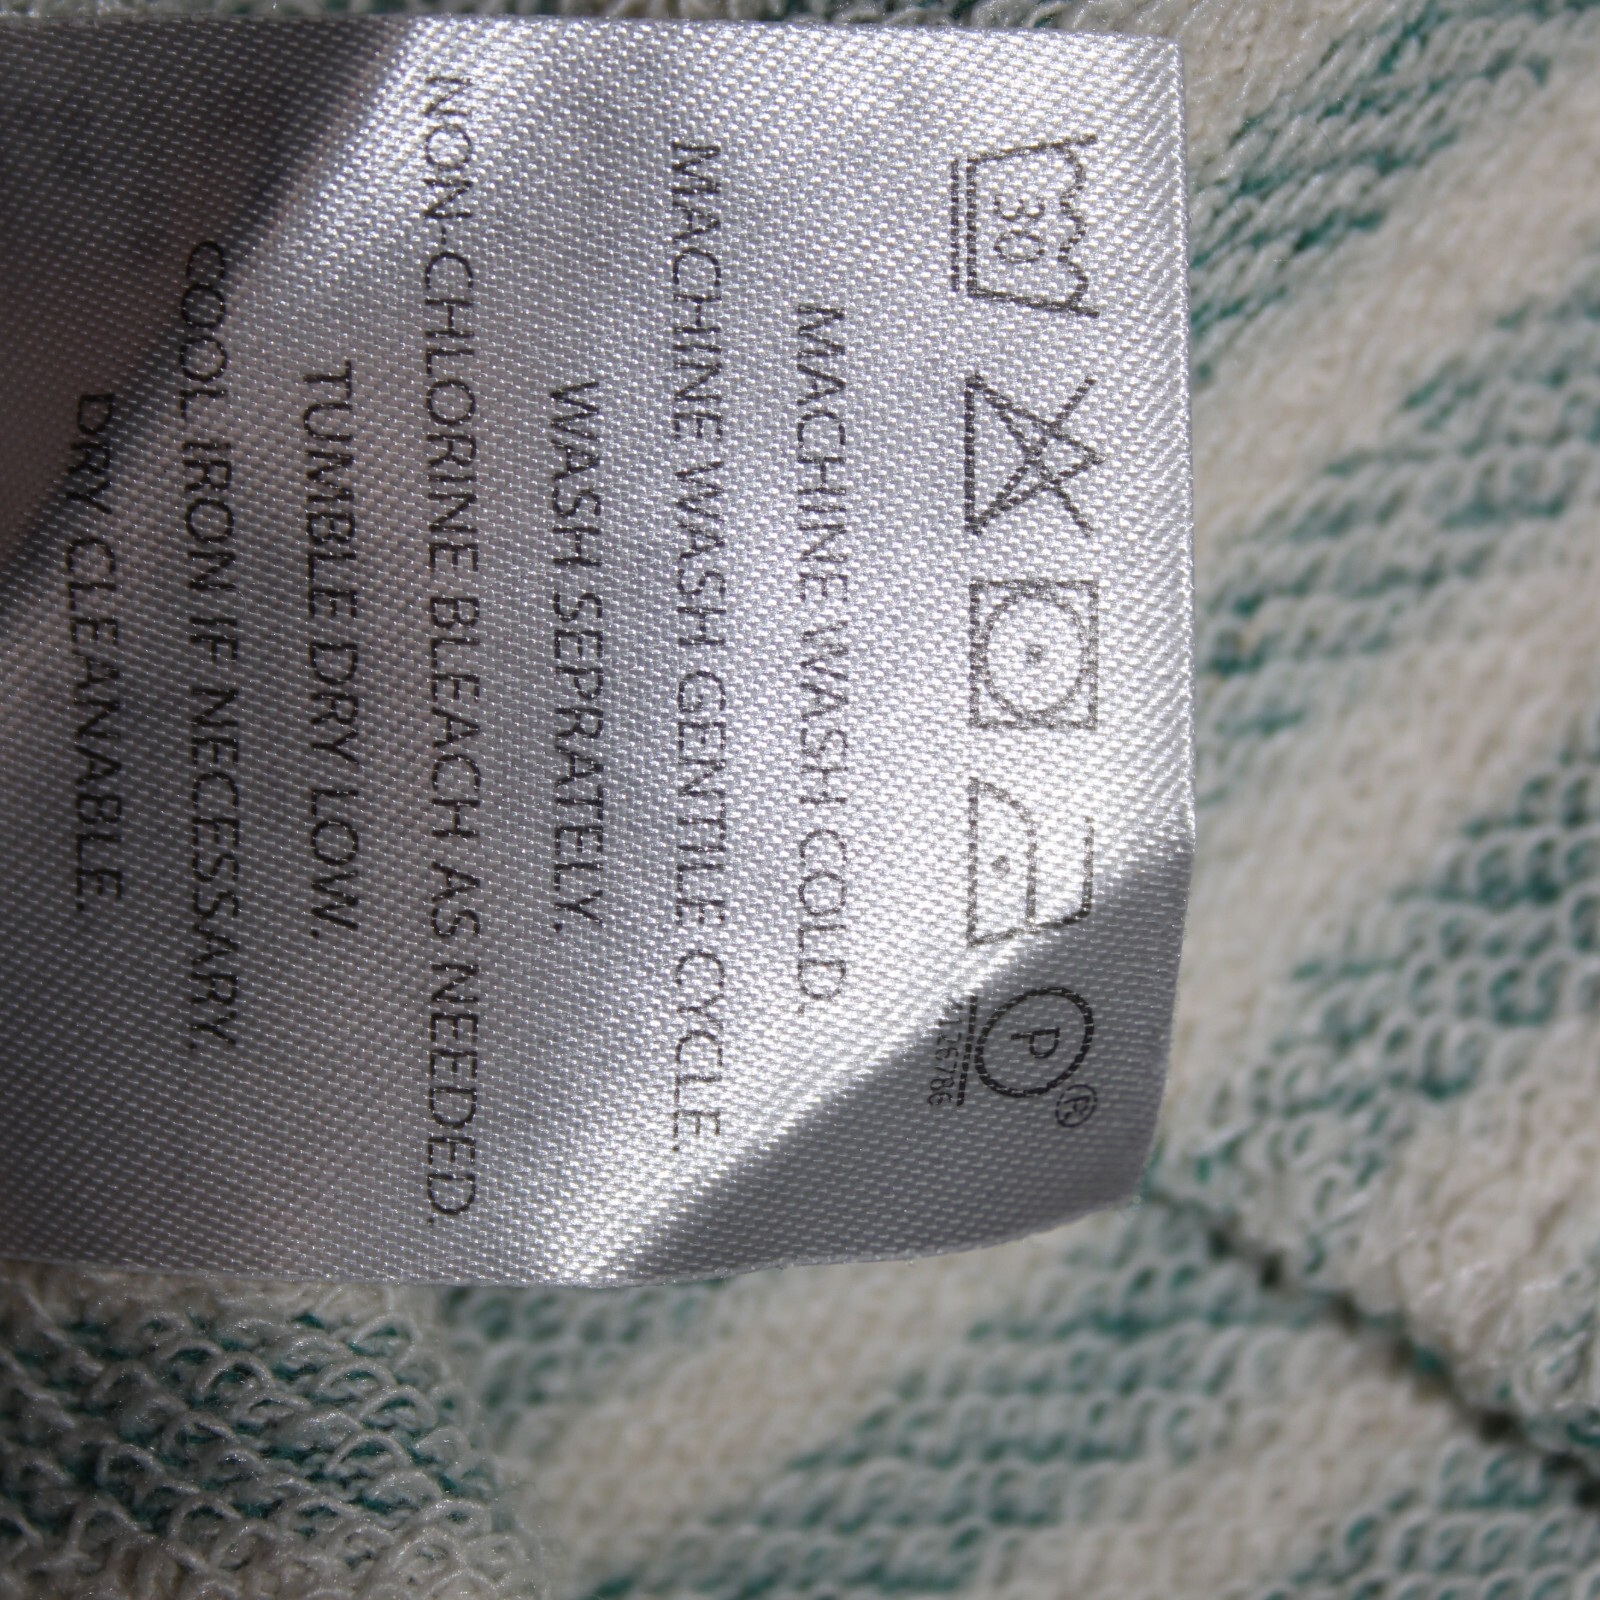 30
P
®
MACHINE WASH COLD.
MACHINE WASH GENTLE CYCLE.
WASH SEPRATELY.
NON-CHLORINE BLEACH AS NEEDED.
TUMBLE DRY LOW.
COOL IRON IF NECESSARY.
DRY CLEANABLE.